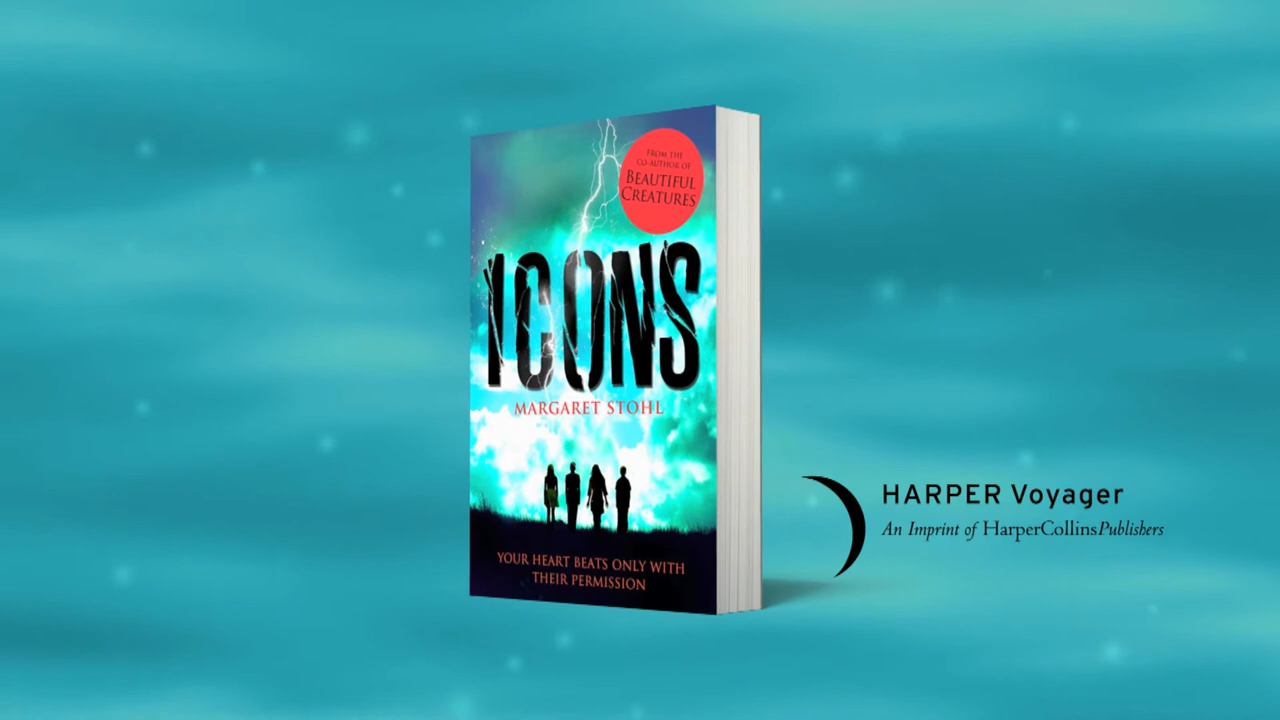 FROM THE
CO-AUTHOR OF
BEAUTIFUL
CREATURES
ICONS
MARGARET STOHL
YOUR HEART BEATS ONLY WITH
THEIR PERMISSION
HARPER Voyager
An Imprint of HarperCollinsPublishers